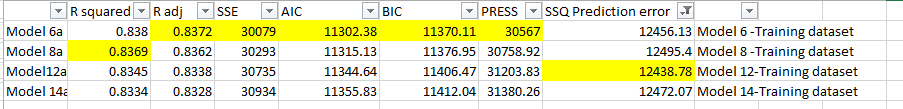 R squared R adj SSE AIC BIC PRESS SSQ Prediction error
Model 6a 0.838 0.8372 30079 11302.38 11370.11 30567 12456.13 Model 6 -Training dataset
Model 8a 0.8369 0.8362 30293 11315.13 11376.95 30758.92 12495.4 Model 8 -Training dataset
Model12a 0.8345 0.8338 30735 11344.64 11406.47 31203.83 12438.78 Model 12-Training dataset
Model 14a 0.8334 0.8328 30934 11355.83 11412.04 31380.26 12472.07 Model 14-Training dataset